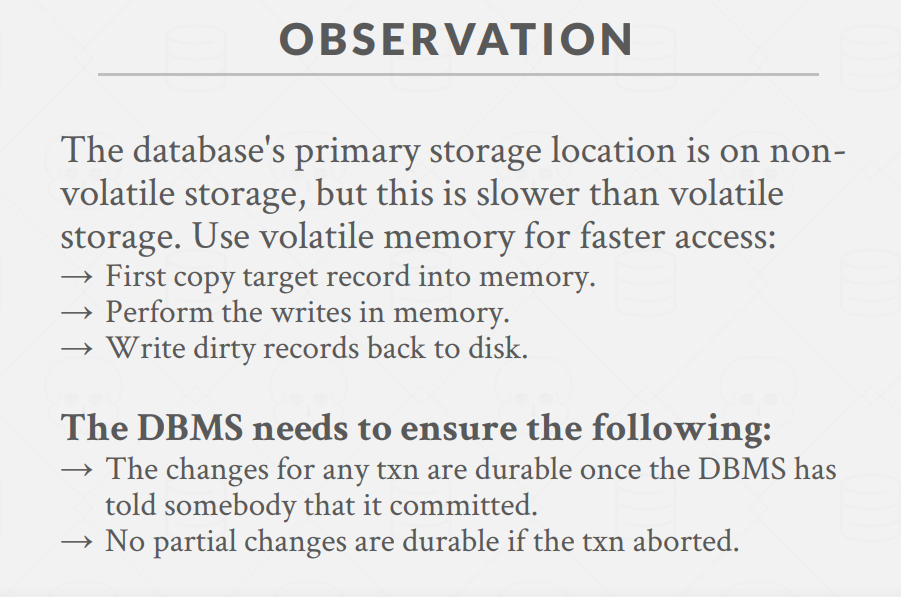 OBSERVATION
The database's primary storage location is on non-
volatile storage, but this is slower than volatile
storage. Use volatile memory for faster access:
→ First copy target record into memory.
→ Perform the writes in memory.
→ Write dirty records back to disk.
The DBMS needs to ensure the following:
→ The changes for any txn are durable once the DBMS has
told somebody that it committed.
→ No partial changes are durable if the txn aborted.